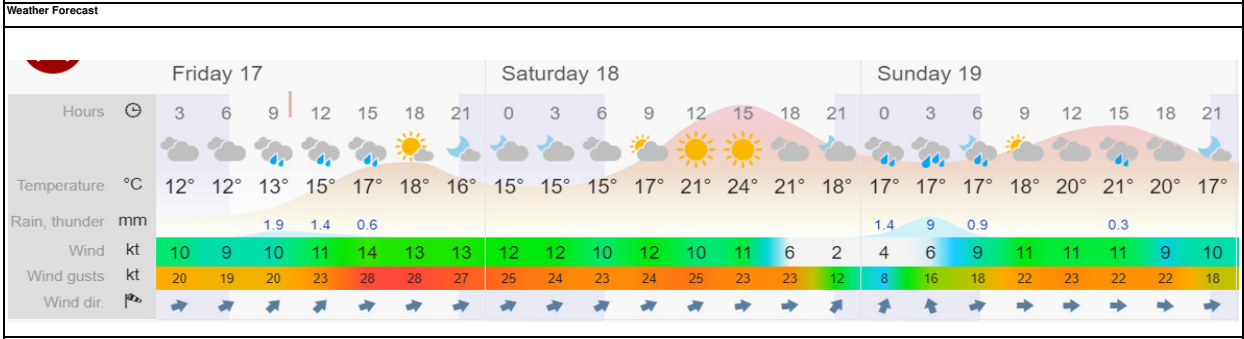 Weather Forecast
Friday 17 Saturday 18 Sunday 19
Hours 3 6 9 12 15 18 21 0 3 6 9 12 15 18 21 0 3 6 9 12 15 18 21
Temperature °C 12° 12° 13° 15° 17° 18° 16° 15° 15° 15° 17° 21° 24° 21° 18° 17° 17° 17° 18° 20° 21° 20° 17°
Rain, thunder mm 1.9 1.4 0.6 1.4 9 0.9 0.3
Wind kt 10 9 10 11 14 13 13 12 12 10 12 10 11 6 2 4 6 9 11 11 11 9 10
Wind gusts kt 20 19 20 23 28 28 27 25 24 23 24 25 23 23 12 8 16 18 22 23 22 22 18
Wind dir.